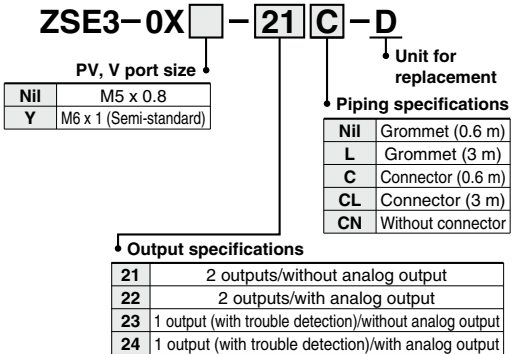 ZSE3-0X - 21 C - D
Unit for
replacement
PV, V port size
Nil M5 x 0.8
Y M6 x 1 (Semi-standard)
Piping specifications
Nil Grommet (0.6 m)
L Grommet (3 m)
C Connector (0.6 m)
CL Connector (3 m)
CN Without connector
Output specifications
21 2 outputs/without analog output
22 2 outputs/with analog output
23 1 output (with trouble detection)/without analog output
24 1 output (with trouble detection)/with analog output